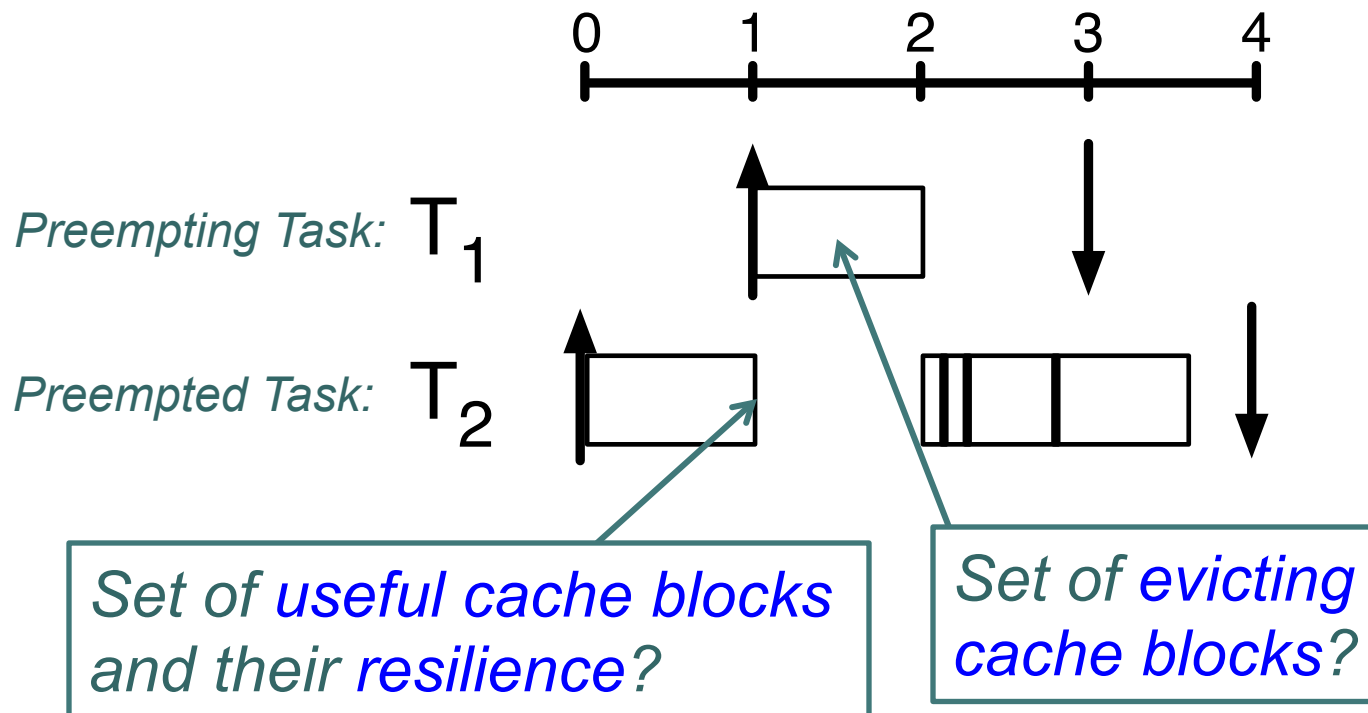 0 1 2 3 4
Preempting Task: T1
Preempted Task: T2
Set of useful cache blocks
and their resilience?
Set of evicting
cache blocks?